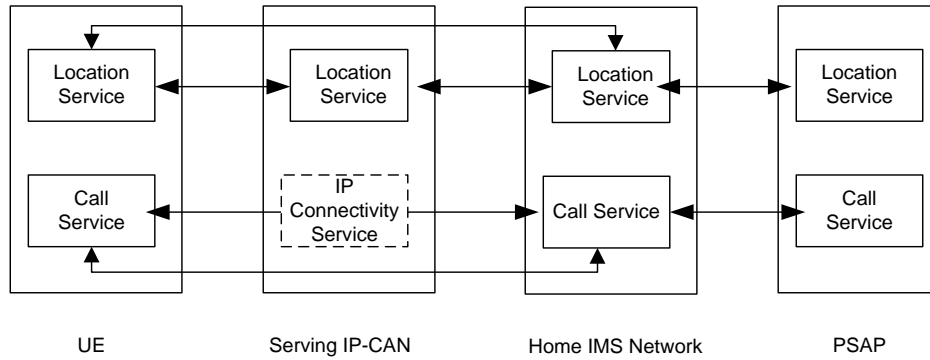 Location
Service
Location
Service
Location
Service
Location
Service
Call
Service
IP
Connectivity
Service
Call Service
Call
Service
UE
Serving IP-CAN
Home IMS Network
PSAP